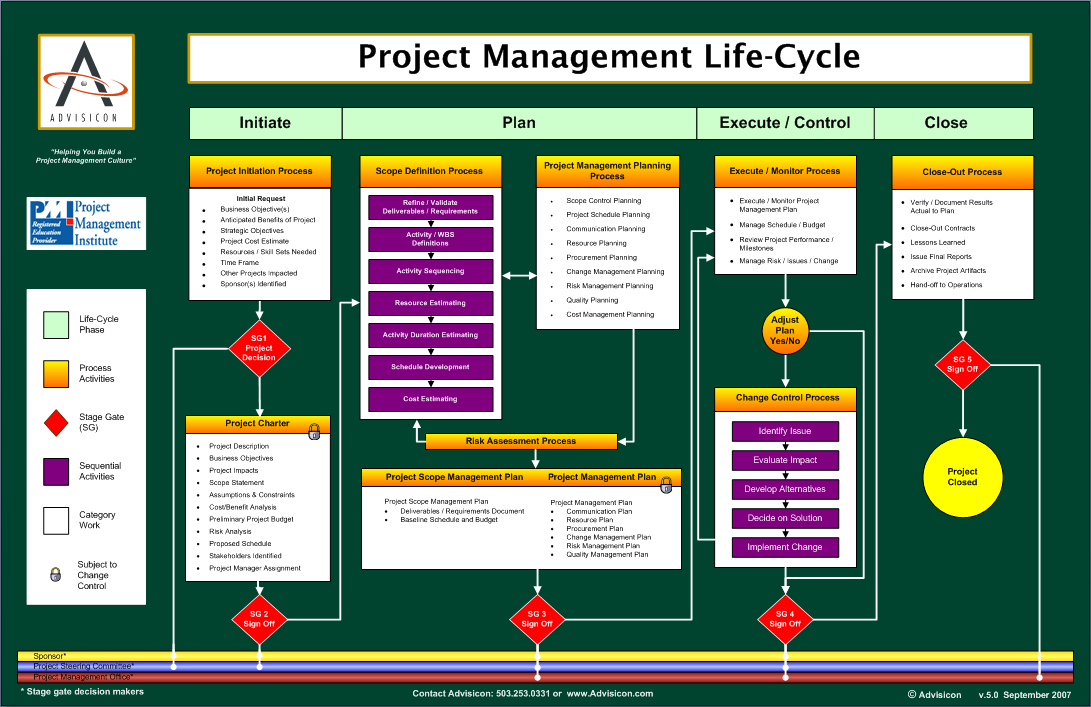 Project Management Life-Cycle
ADVISICON
"Helping You Build a
Project Management Culture"
PMI
Registered
Education
Provider
Project
Management
Institute
Life-Cycle
Phase
Process
Activities
Stage Gate
(SG)
Sequential
Activities
Category
Work
Subject to
Change
Control
Initiate
Plan
Execute / Control
Close
Project Initiation Process
Initial Request
• Business Objective(s)
• Anticipated Benefits of Project
• Strategic Objectives
• Project Cost Estimate
• Resources / Skill Sets Needed
• Time Frame
• Other Projects Impacted
• Sponsor(s) Identified
SG1
Project
Decision
Project Charter
• Project Description
• Business Objectives
• Project Impacts
• Scope Statement
• Assumptions & Constraints
• Cost/Benefit Analysis
• Preliminary Project Budget
• Risk Analysis
• Proposed Schedule
• Stakeholders Identified
• Project Manager Assignment
SG 2
Sign Off
Scope Definition Process
Refine / Validate
Deliverables / Requirements
Activity / WBS
Definitions
Activity Sequencing
Resource Estimating
Activity Duration Estimating
Schedule Development
Cost Estimating
Project Management Planning
Process
• Scope Control Planning
• Project Schedule Planning
• Communication Planning
• Resource Planning
• Procurement Planning
• Change Management Planning
• Risk Management Planning
• Quality Planning
• Cost Management Planning
Risk Assessment Process
Project Scope Management Plan
Project Management Plan
Project Scope Management Plan
• Deliverables / Requirements Document
• Baseline Schedule and Budget
Project Management Plan
• Communication Plan
• Resource Plan
• Procurement Plan
• Change Management Plan
• Risk Management Plan
• Quality Management Plan
SG 3
Sign Off
Execute / Monitor Process
• Execute / Monitor Project
Management Plan
• Manage Schedule / Budget
• Review Project Performance /
Milestones
• Manage Risk / Issues / Change
Adjust
Plan
Yes/No
Change Control Process
Identify Issue
Evaluate Impact
Develop Alternatives
Decide on Solution
Implement Change
SG 4
Sign Off
Close-Out Process
• Verify / Document Results
Actual to Plan
• Close-Out Contracts
• Lessons Learned
• Issue Final Reports
• Archive Project Artifacts
• Hand-off to Operations
SG 5
Sign Off
Project
Closed
Sponsor*
Project Steering Committee*
Project Management Office*
* Stage gate decision makers
Contact Advisicon: 503.253.0331 or www.Advisicon.com
© Advisicon v.5.0 September 2007